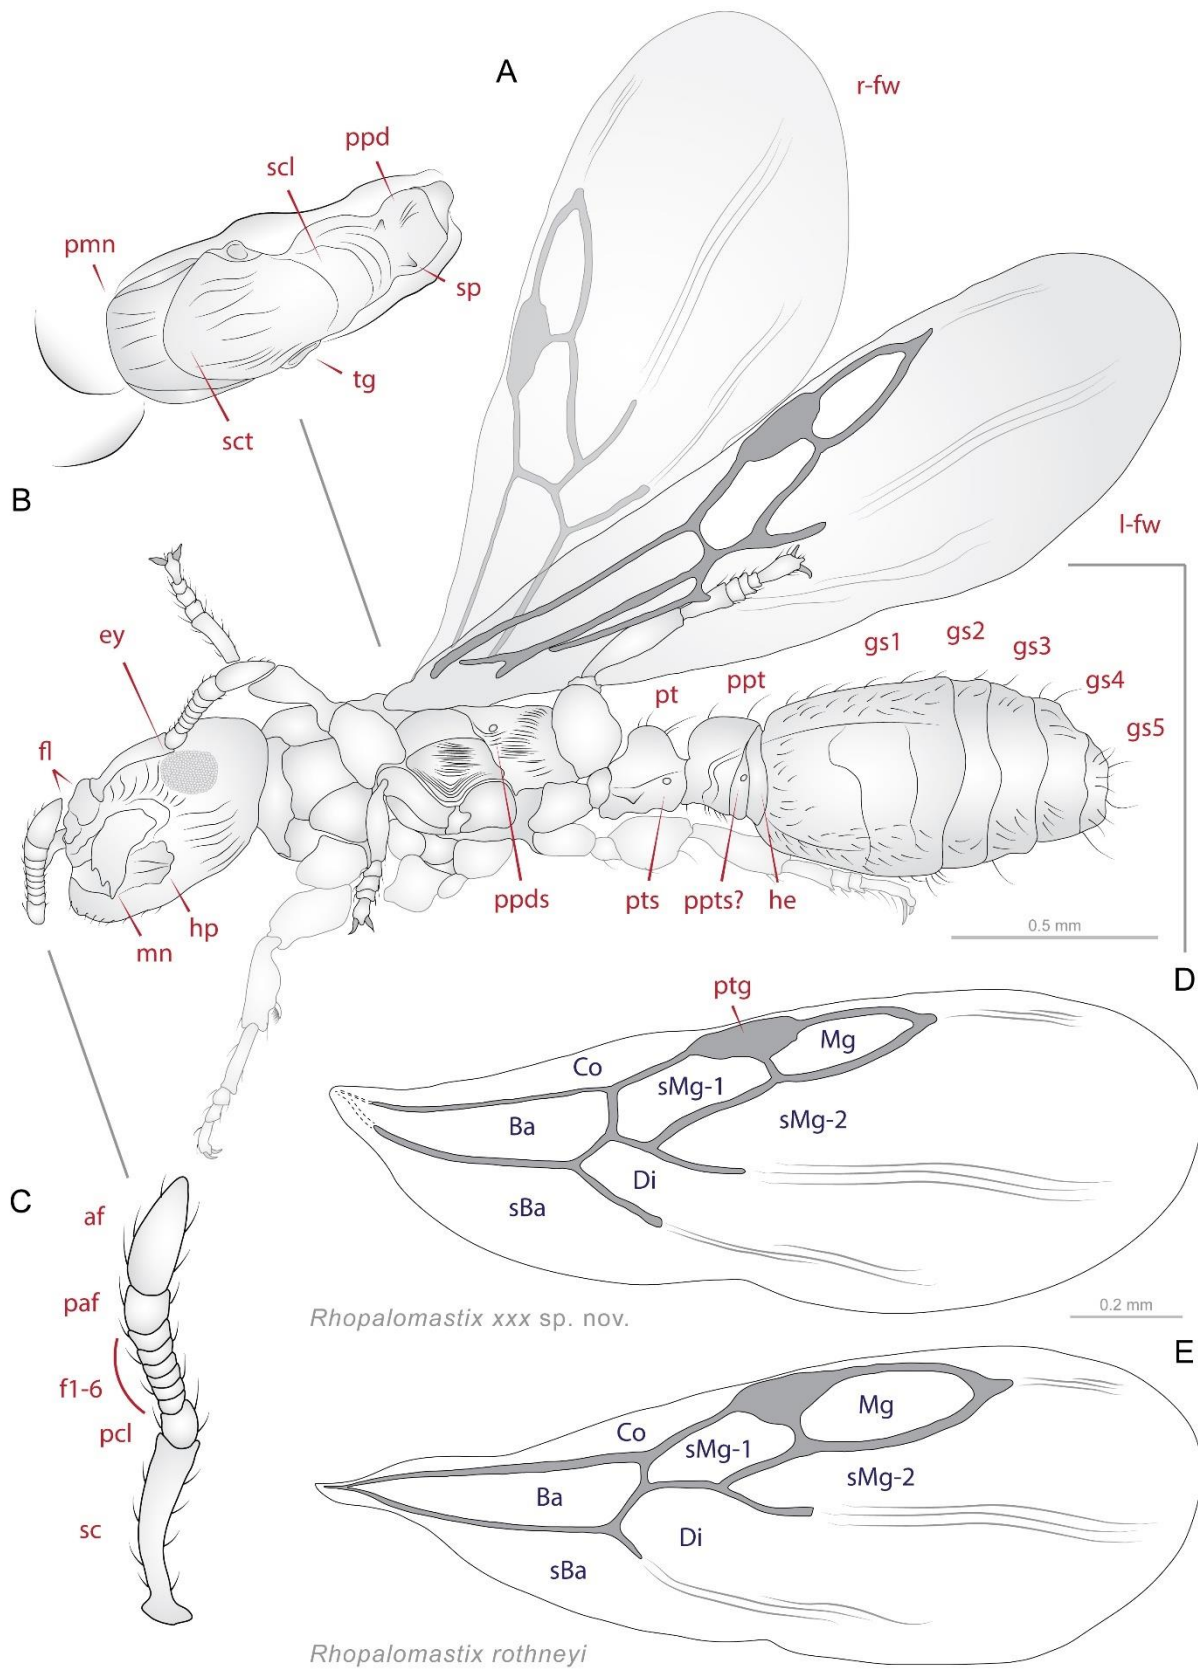 A
r-fw
ppd
scl
pmn
sp
tg
sct
B
l-fw
ey
gs1
gs2
gs3
gs4
gs5
pt
ppt
fl
ppds
pts
ppts?
he
hp
mn
0.5 mm
D
ptg
Mg
Co
sMg-1
Ba
sMg-2
Di
sBa
C
af
paf
f1-6
pcl
sc
Rhopalomastix xxx sp. nov.
0.2 mm
E
Co
Mg
sMg-1
sMg-2
Ba
Di
sBa
Rhopalomastix rothneyi